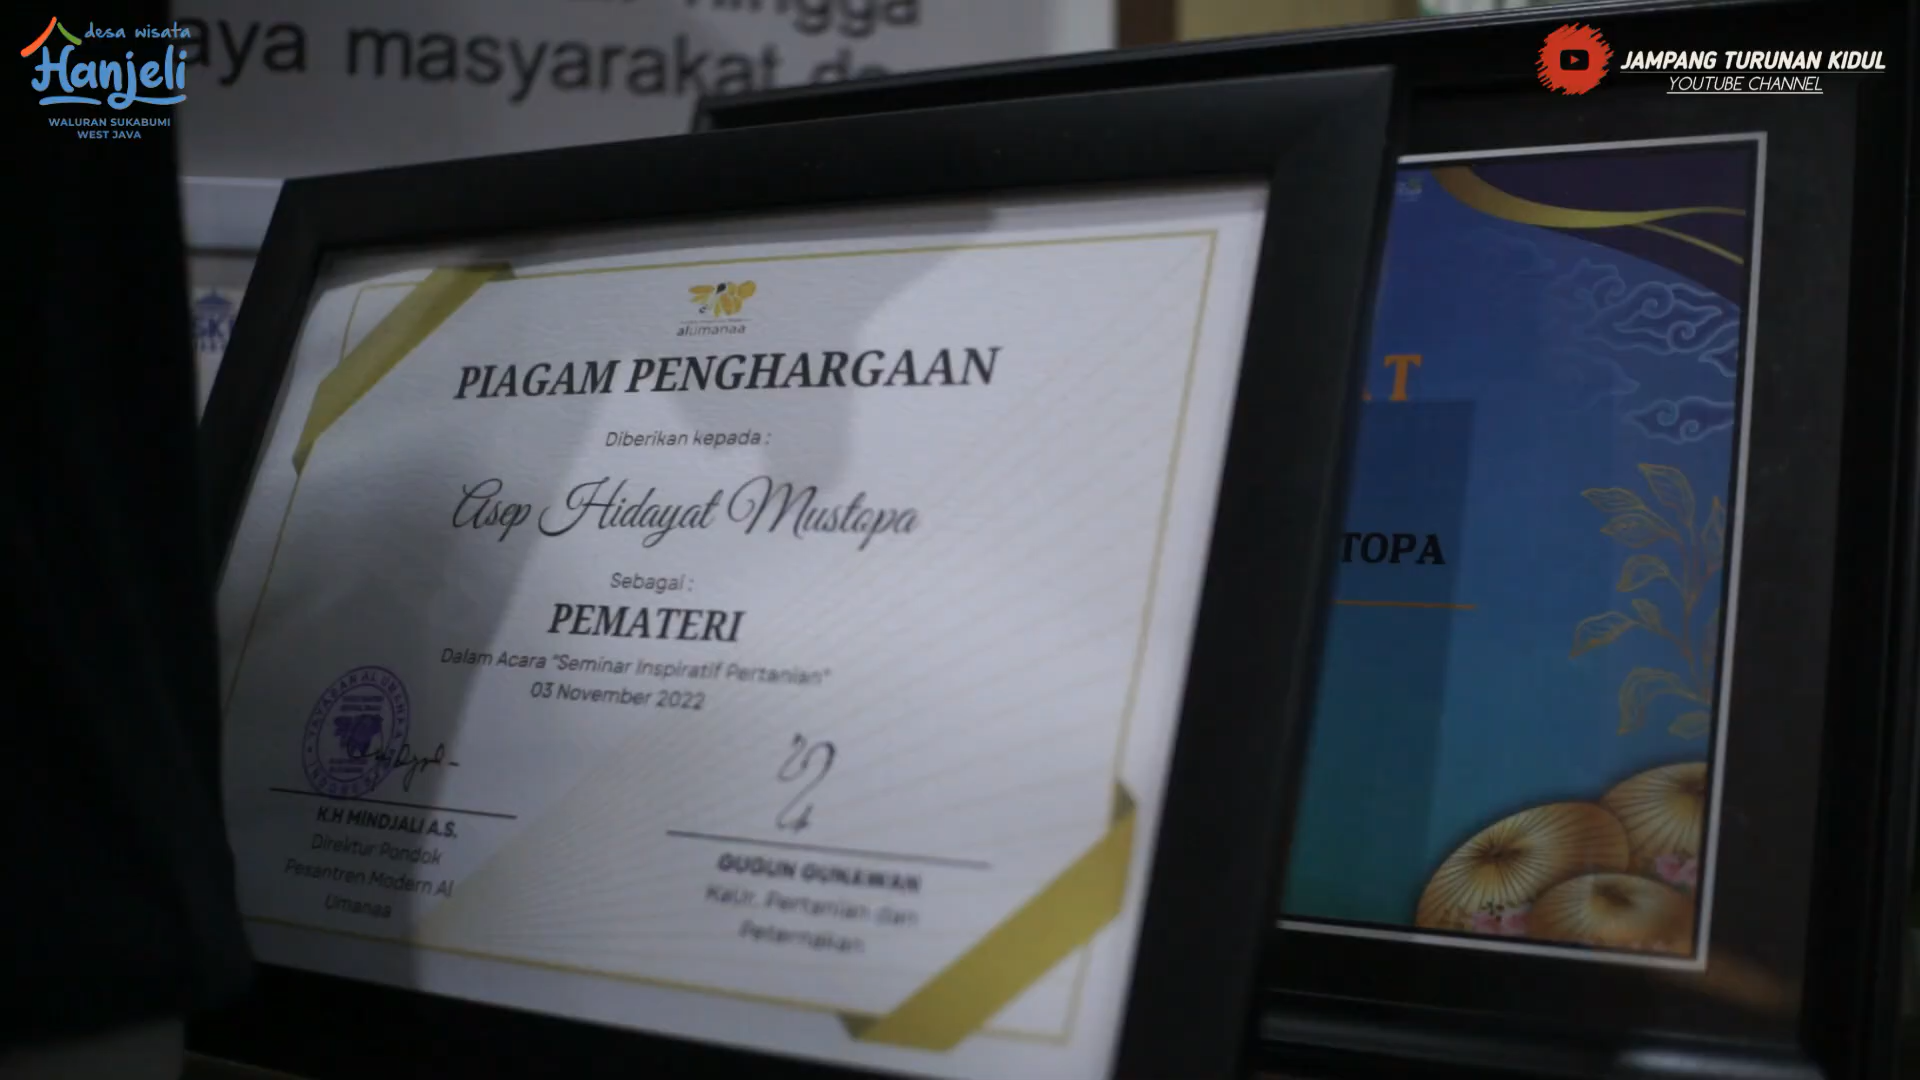 desa wisata
Hanjeli
WALURAN SUKABUMI
WEST JAVA
JAMPANG TURUNAN KIDUL
YOUTUBE CHANNEL
hingga
aya masyarakat
alumanaa
PIAGAM PENGHARGAAN
Diberikan kepada :
Asep Hidayat Mustopa
Sebagai :
PEMATERI
Dalam Acara "Seminar Inspiratif Pertanian"
03 November 2022
K.H MINDJALI A.S.
Direktur Pondok
Pesantren Modern Al
Umanaa
GUGUN GUNAWAN
KaUr. Pertanian dan
Peternakan
AT
TOPA